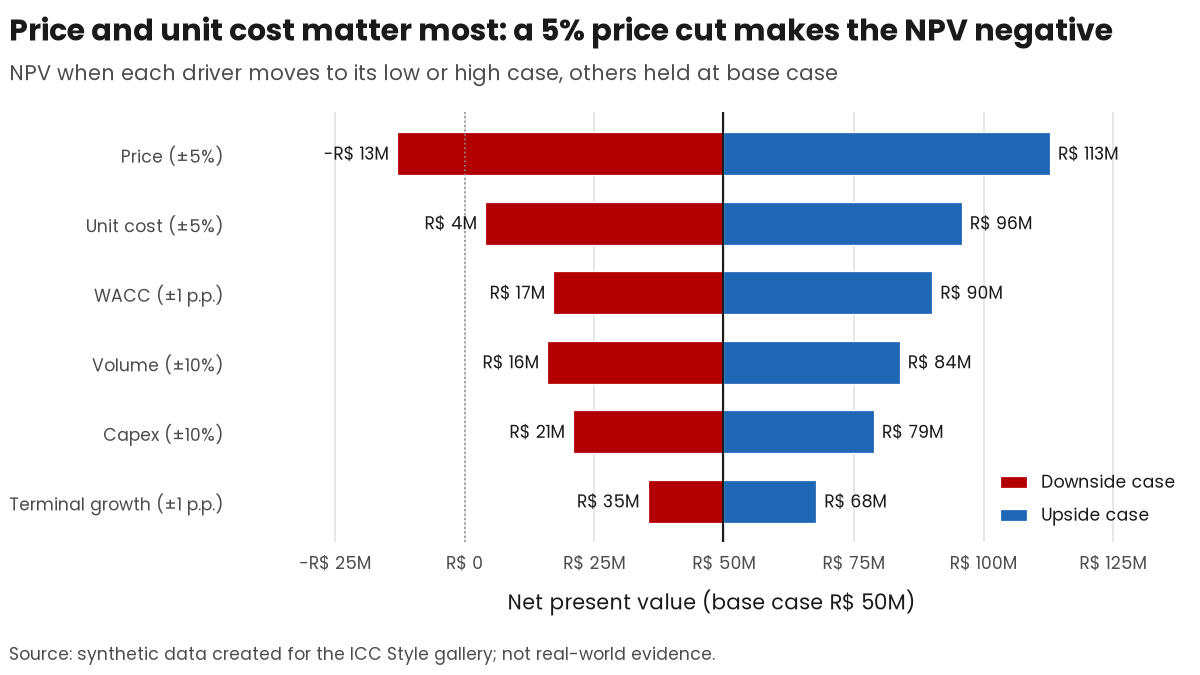 Price and unit cost matter most: a 5% price cut makes the NPV negative
NPV when each driver moves to its low or high case, others held at base case
Price (±5%)
−R$ 13M
R$ 113M
Unit cost (±5%)
R$ 4M
R$ 96M
WACC (±1 p.p.)
R$ 17M
R$ 90M
Volume (±10%)
R$ 16M
R$ 84M
Capex (±10%)
R$ 21M
R$ 79M
Terminal growth (±1 p.p.)
R$ 35M
R$ 68M
Downside case
Upside case
−R$ 25M
R$ 0
R$ 25M
R$ 50M
R$ 75M
R$ 100M
R$ 125M
Net present value (base case R$ 50M)
Source: synthetic data created for the ICC Style gallery; not real-world evidence.